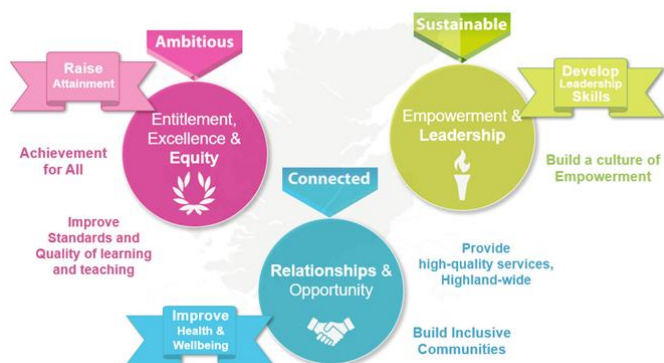 Ambitious
Raise
Attainment
Entitlement,
Excellence &
Equity
Achievement
for All
Improve
Standards and
Quality of learning
and teaching
Sustainable
Empowerment &
Leadership
Develop
Leadership
Skills
Build a culture of
Empowerment
Connected
Relationships &
Opportunity
Improve
Health &
Wellbeing
Provide
high-quality services,
Highland-wide
Build Inclusive
Communities